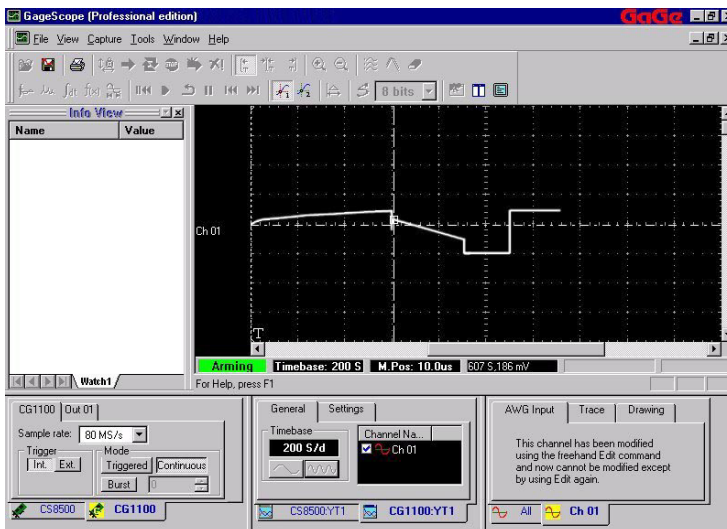 GageScope (Professional edition)
GaGe
File View Capture Tools Window Help
8 bits
Info View
Name Value
Ch 01
T
Watch1
Arming Timebase: 200 S M.Pos: 10.0us 607 S,186 mV
For Help, press F1
CG1100 Out 01
Sample rate: 80 MS/s
Trigger
Int. Ext.
Mode
Triggered Continuous
Burst 0
CS8500 CG1100
General Settings
Timebase
200 S/d
Channel Na...
Ch 01
CS8500:YT1 CG1100:YT1
AWG Input Trace Drawing
This channel has been modified
using the freehand Edit command
and now cannot be modified except
by using Edit again.
All Ch 01